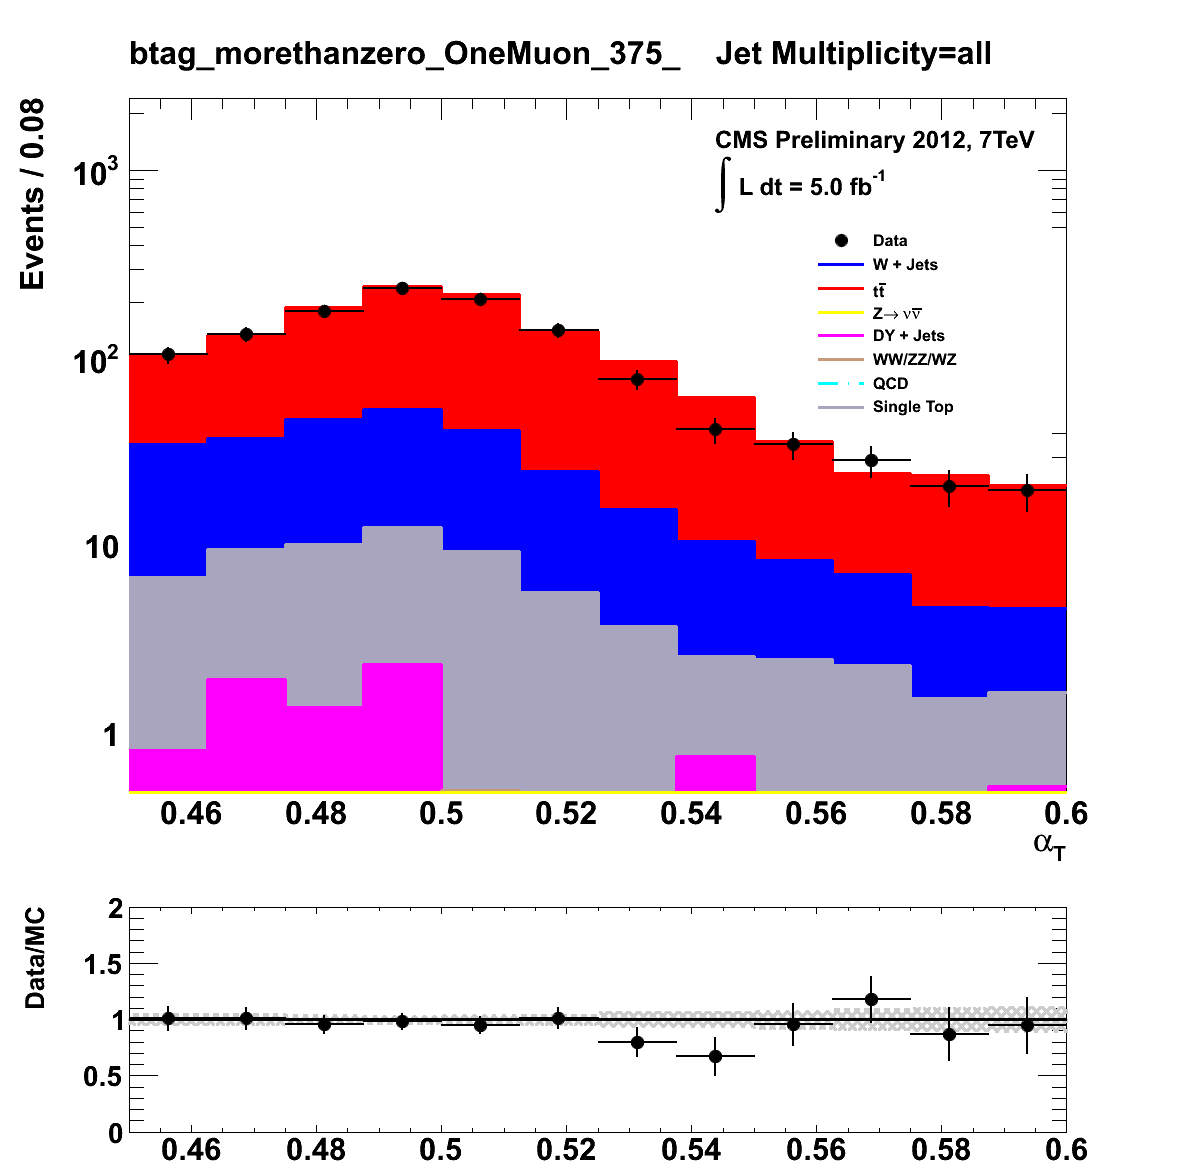 btag_morethanzero_OneMuon_375_ Jet Multiplicity=all
Events / 0.08
CMS Preliminary 2012, 7TeV
∫ L dt = 5.0 fb⁻¹
Data
W + Jets
tt̅
Z→ νν̅
DY + Jets
WW/ZZ/WZ
QCD
Single Top
10³
10²
10
1
0.46 0.48 0.5 0.52 0.54 0.56 0.58 0.6
α_T
Data/MC
2
1.5
1
0.5
0
0.46 0.48 0.5 0.52 0.54 0.56 0.58 0.6